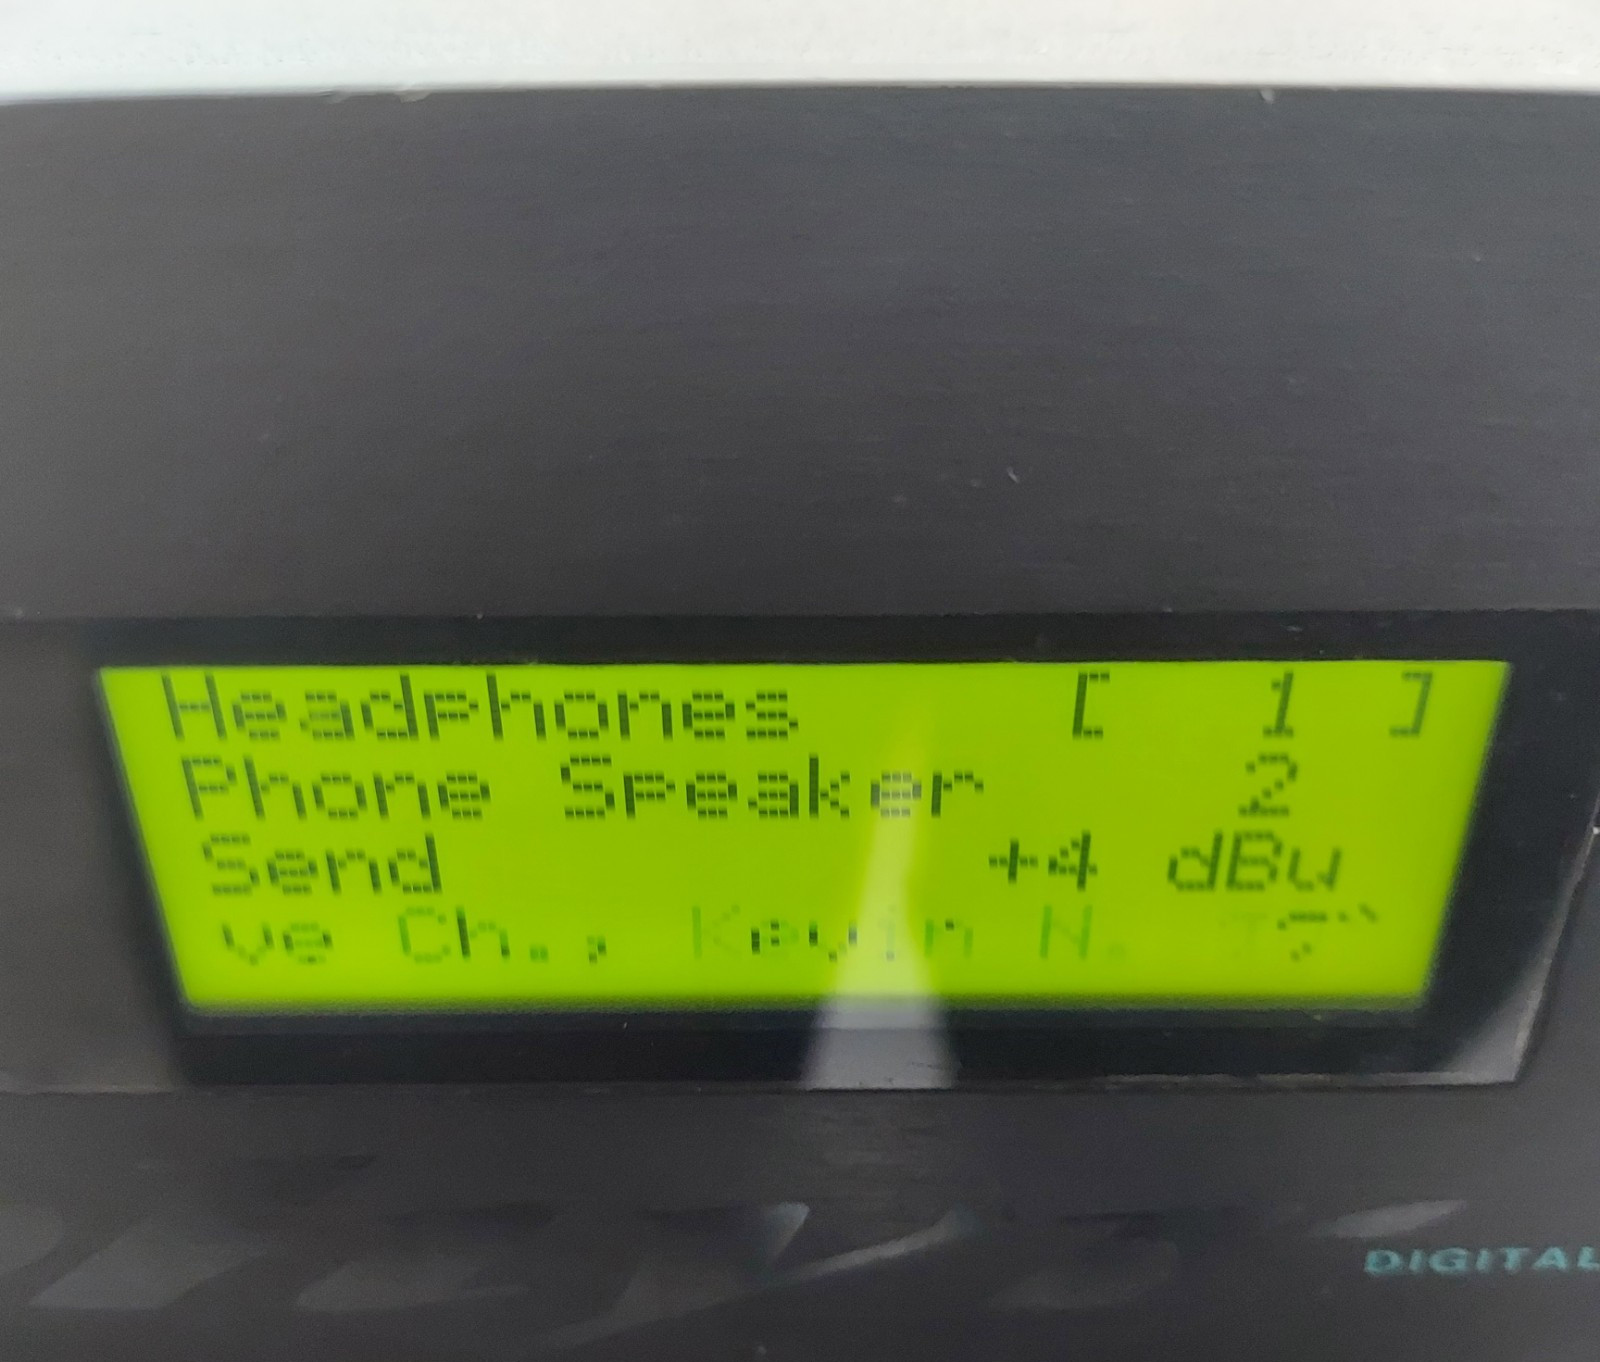 Headphones [ 1 ]
Phone Speaker 2
Send +4 dBu
ve Ch., Kevin N.
DIGITAL